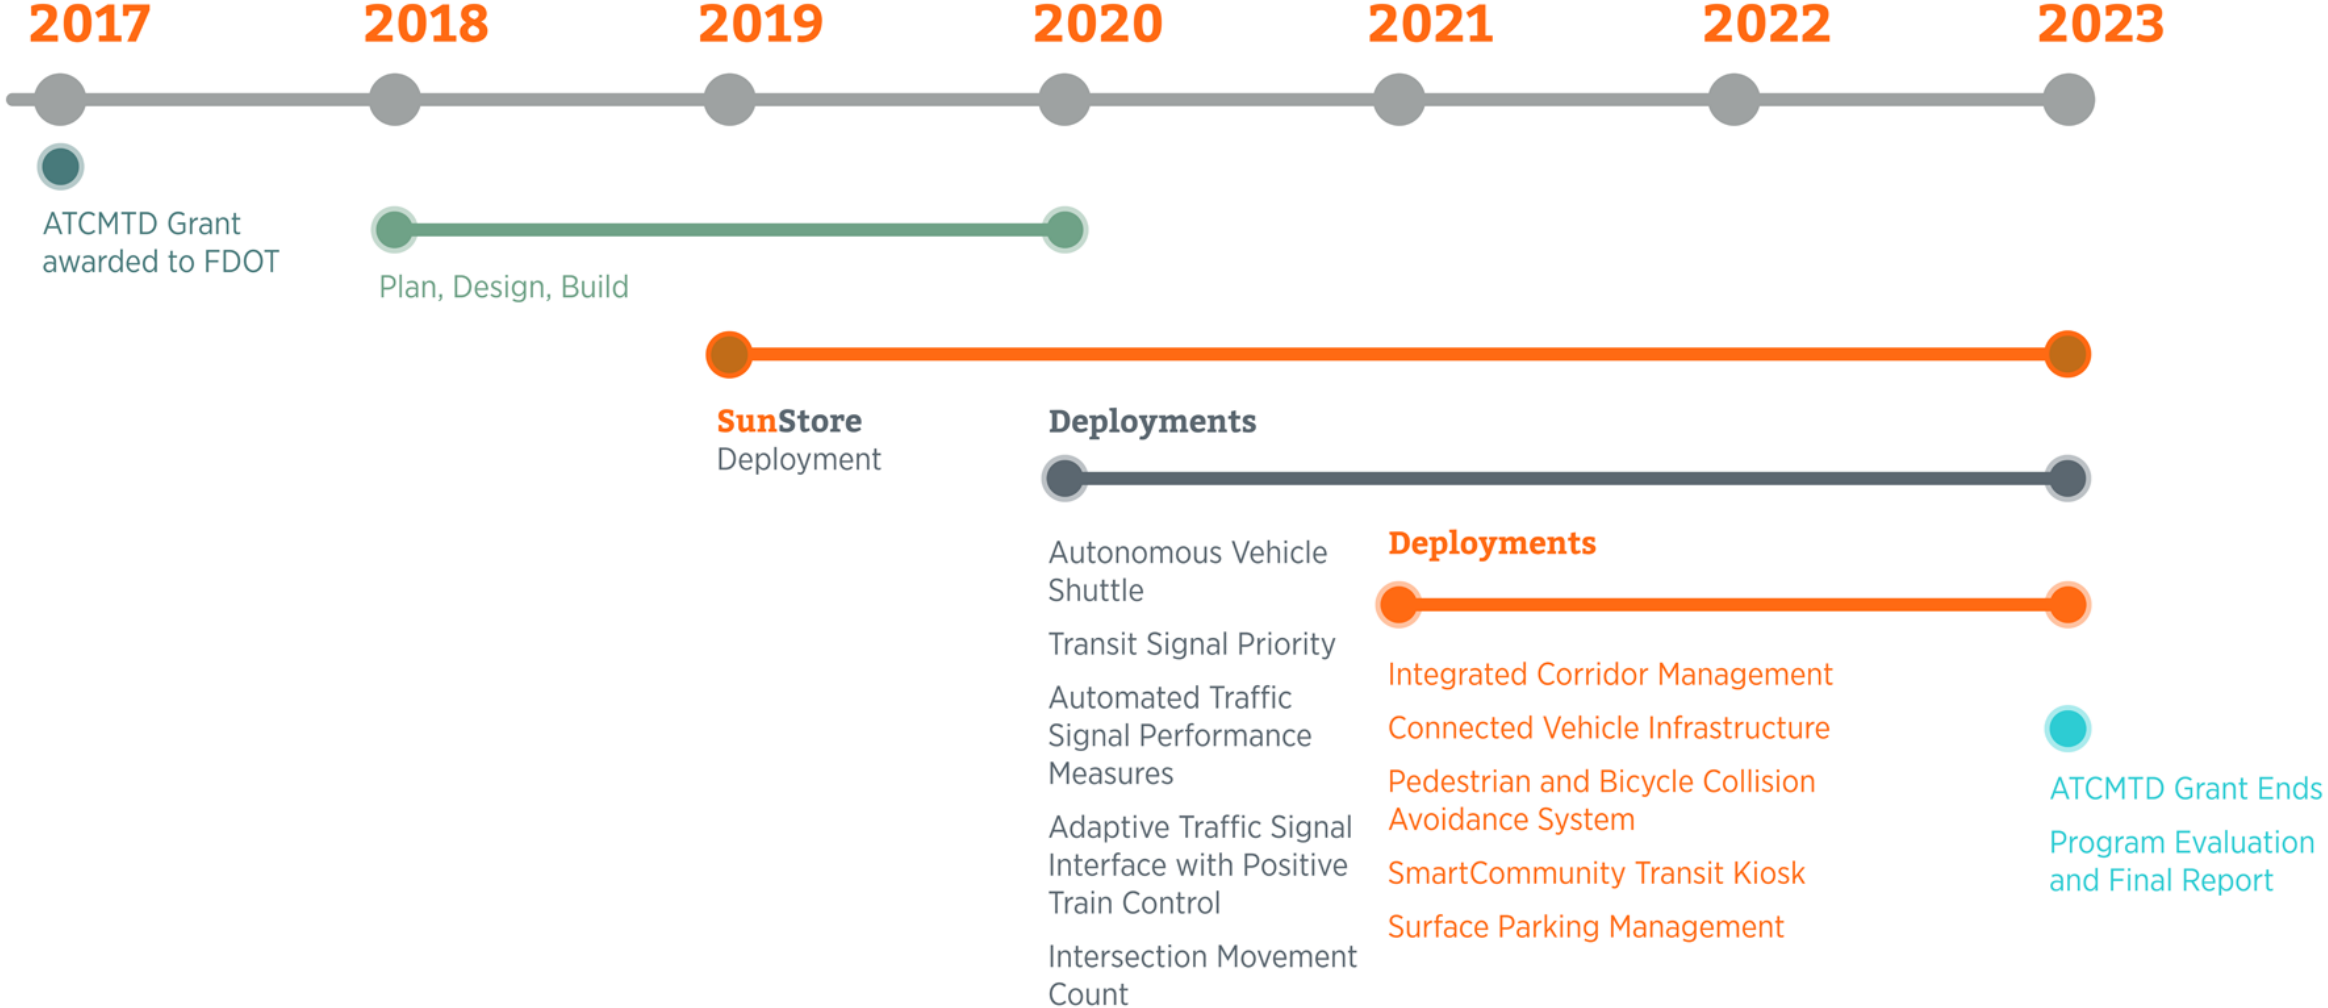 2017
2018
2019
2020
2021
2022
2023
ATCMTD Grant
awarded to FDOT
Plan, Design, Build
SunStore
Deployment
Deployments
Autonomous Vehicle
Shuttle
Transit Signal Priority
Automated Traffic
Signal Performance
Measures
Adaptive Traffic Signal
Interface with Positive
Train Control
Intersection Movement
Count
Deployments
Integrated Corridor Management
Connected Vehicle Infrastructure
Pedestrian and Bicycle Collision
Avoidance System
SmartCommunity Transit Kiosk
Surface Parking Management
ATCMTD Grant Ends
Program Evaluation
and Final Report